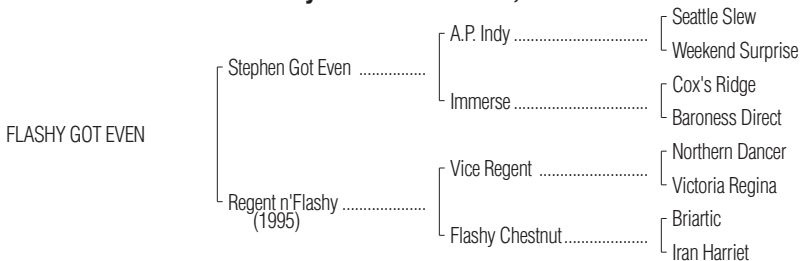 Seattle Slew
A.P. Indy ................................
Weekend Surprise
Stephen Got Even ................
Cox's Ridge
Immerse ................................
Baroness Direct
FLASHY GOT EVEN
Northern Dancer
Vice Regent ..........................
Victoria Regina
Regent n'Flashy ....................
(1995)
Briartic
Flashy Chestnut ....................
Iran Harriet